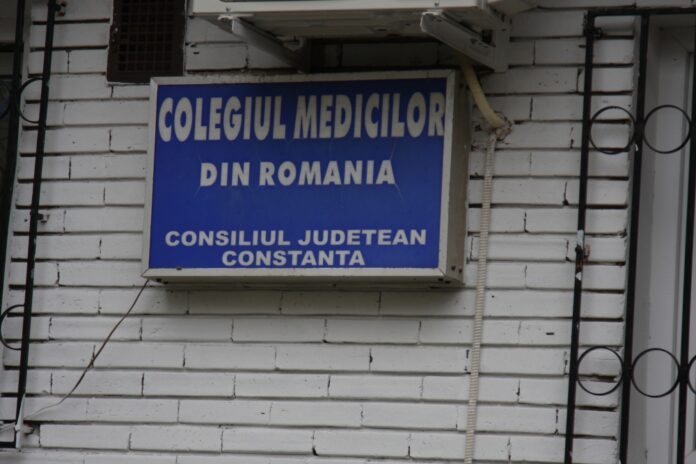 COLEGIUL MEDICILOR
DIN ROMANIA
CONSILIUL JUDETEAN
CONSTANTA